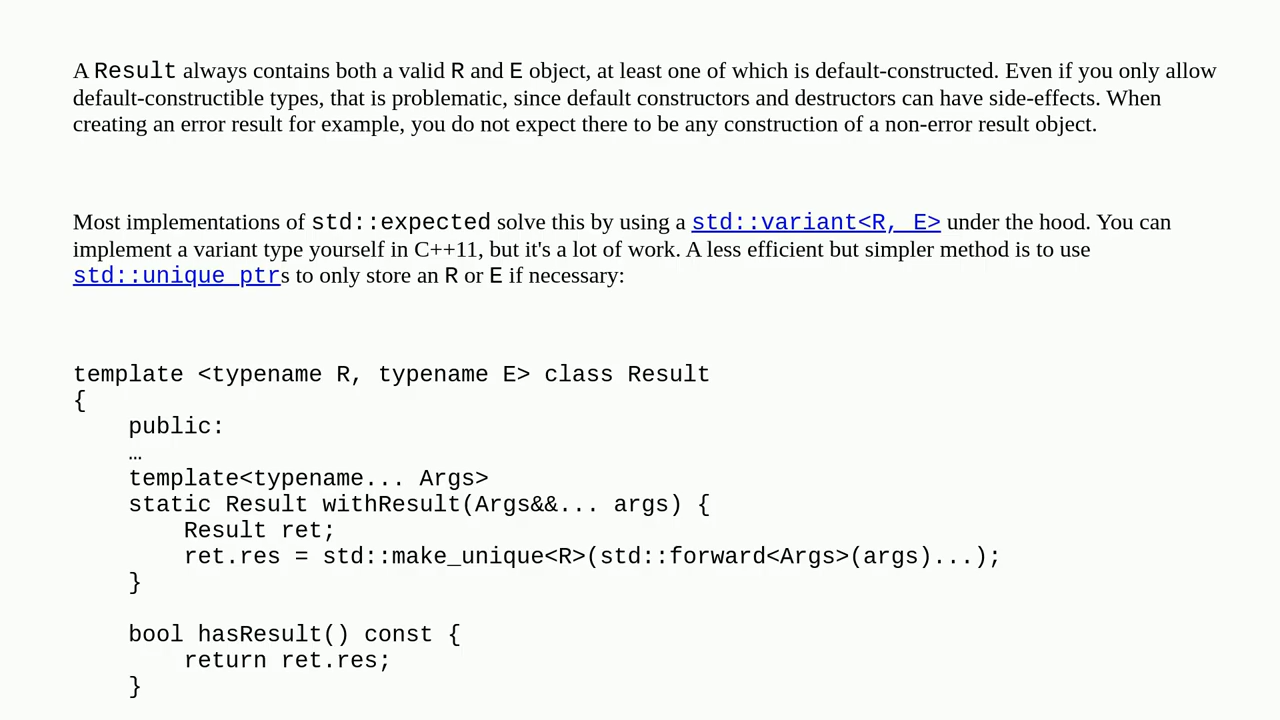 A Result always contains both a valid R and E object, at least one of which is default-constructed. Even if you only allow
default-constructible types, that is problematic, since default constructors and destructors can have side-effects. When
creating an error result for example, you do not expect there to be any construction of a non-error result object.
Most implementations of std::expected solve this by using a std::variant<R, E> under the hood. You can
implement a variant type yourself in C++11, but it's a lot of work. A less efficient but simpler method is to use
std::unique_ptrs to only store an R or E if necessary:
template <typename R, typename E> class Result
{
    public:
    …
    template<typename... Args>
    static Result withResult(Args&&... args) {
        Result ret;
        ret.res = std::make_unique<R>(std::forward<Args>(args)...);
    }
    bool hasResult() const {
        return ret.res;
    }